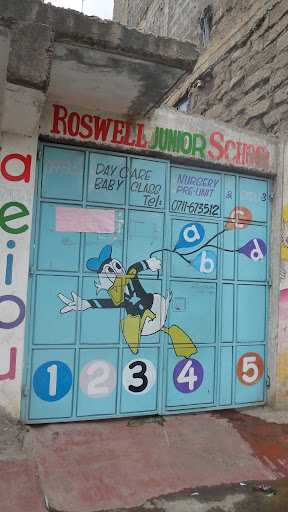 ROSWELL JUNIOR SCHOOL
DAY CARE
BABY CLASS
Tel:
NURSERY &
PRE-UNIT
0711-673512
a
e
i
o
u
a
b
c
d
1 2 3 4 5